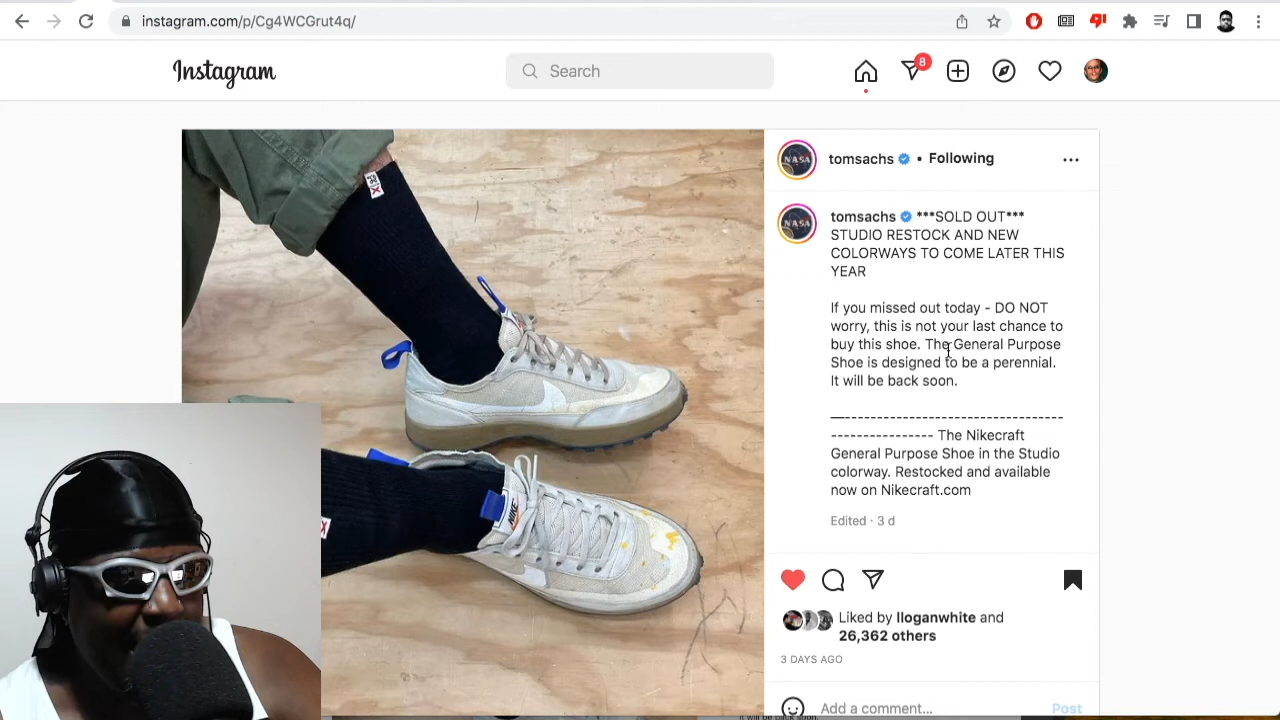 instagram.com/p/Cg4WCGrut4q/
Instagram
Search
8
NASA
tomsachs • Following
NASA
tomsachs ***SOLD OUT***
STUDIO RESTOCK AND NEW
COLORWAYS TO COME LATER THIS
YEAR
If you missed out today - DO NOT
worry, this is not your last chance to
buy this shoe. The General Purpose
Shoe is designed to be a perennial.
It will be back soon.
—---------------------------------
---------------- The Nikecraft
General Purpose Shoe in the Studio
colorway. Restocked and available
now on Nikecraft.com
Edited · 3 d
NIKE
Liked by lloganwhite and
26,362 others
3 DAYS AGO
Add a comment...
Post